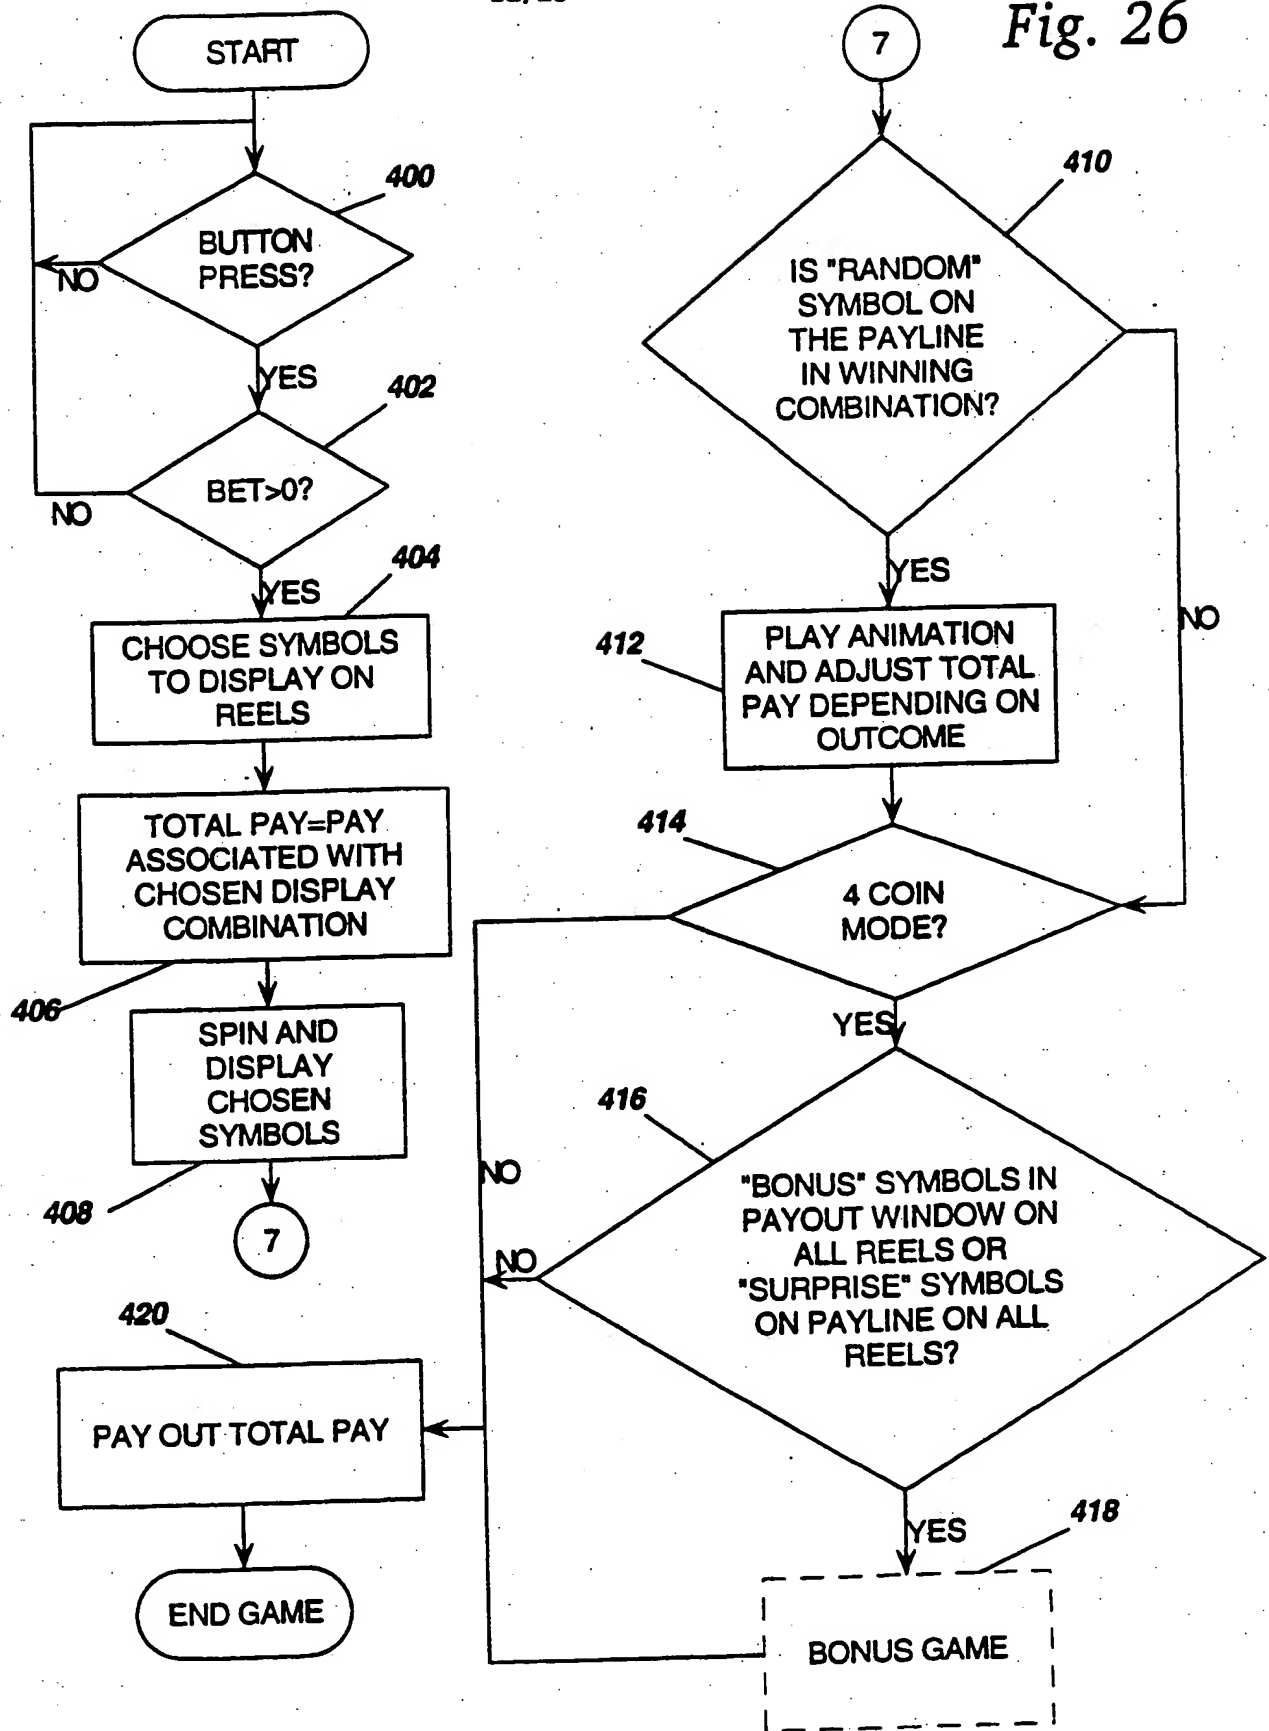 Fig. 26
START
400
BUTTON
PRESS?
NO
YES
402
BET>0?
NO
YES
404
CHOOSE SYMBOLS
TO DISPLAY ON
REELS
TOTAL PAY=PAY
ASSOCIATED WITH
CHOSEN DISPLAY
COMBINATION
406
SPIN AND
DISPLAY
CHOSEN
SYMBOLS
408
7
420
PAY OUT TOTAL PAY
END GAME
7
410
IS "RANDOM"
SYMBOL ON
THE PAYLINE
IN WINNING
COMBINATION?
YES
NO
412
PLAY ANIMATION
AND ADJUST TOTAL
PAY DEPENDING ON
OUTCOME
414
4 COIN
MODE?
YES
NO
416
"BONUS" SYMBOLS IN
PAYOUT WINDOW ON
ALL REELS OR
"SURPRISE" SYMBOLS
ON PAYLINE ON ALL
REELS?
NO
YES
418
BONUS GAME